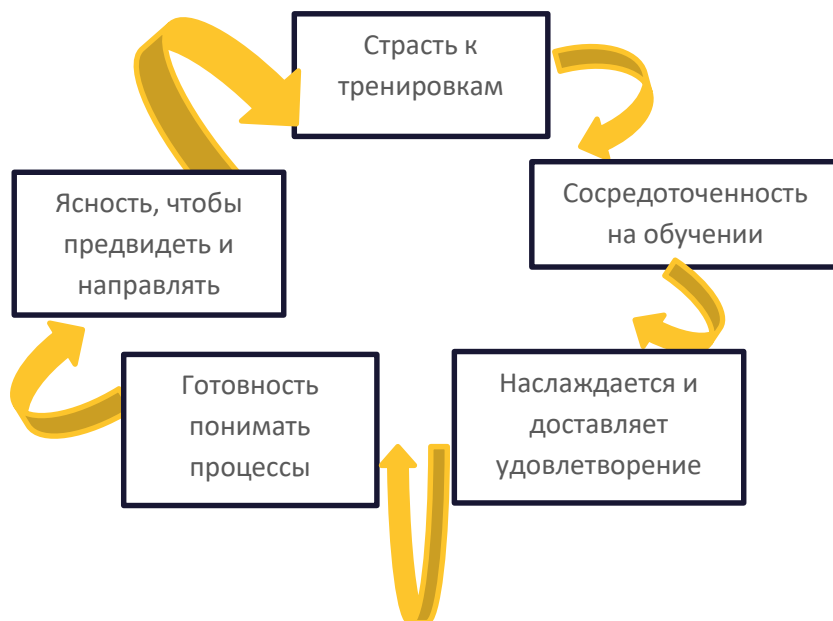 Страсть к
тренировкам
Сосредоточенность
на обучении
Наслаждается и
доставляет
удовлетворение
Готовность
понимать
процессы
Ясность, чтобы
предвидеть и
направлять